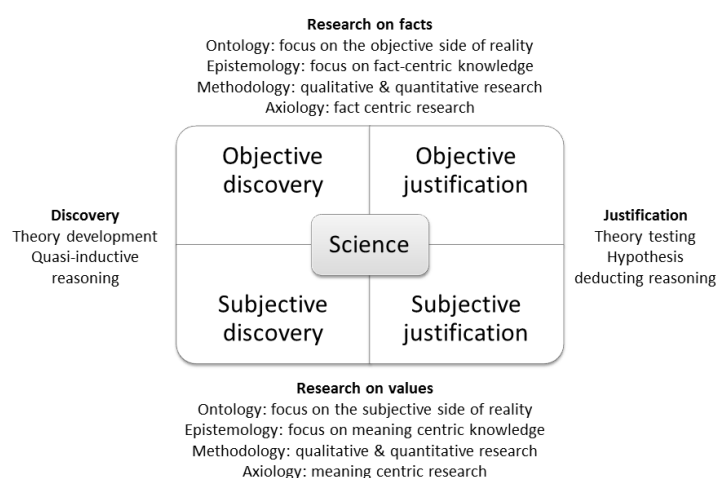 Research on facts
Ontology: focus on the objective side of reality
Epistemology: focus on fact-centric knowledge
Methodology: qualitative & quantitative research
Axiology: fact centric research
Objective
discovery
Objective
justification
Discovery
Theory development
Quasi-inductive
reasoning
Science
Justification
Theory testing
Hypothesis
deducting reasoning
Subjective
discovery
Subjective
justification
Research on values
Ontology: focus on the subjective side of reality
Epistemology: focus on meaning centric knowledge
Methodology: qualitative & quantitative research
Axiology: meaning centric research